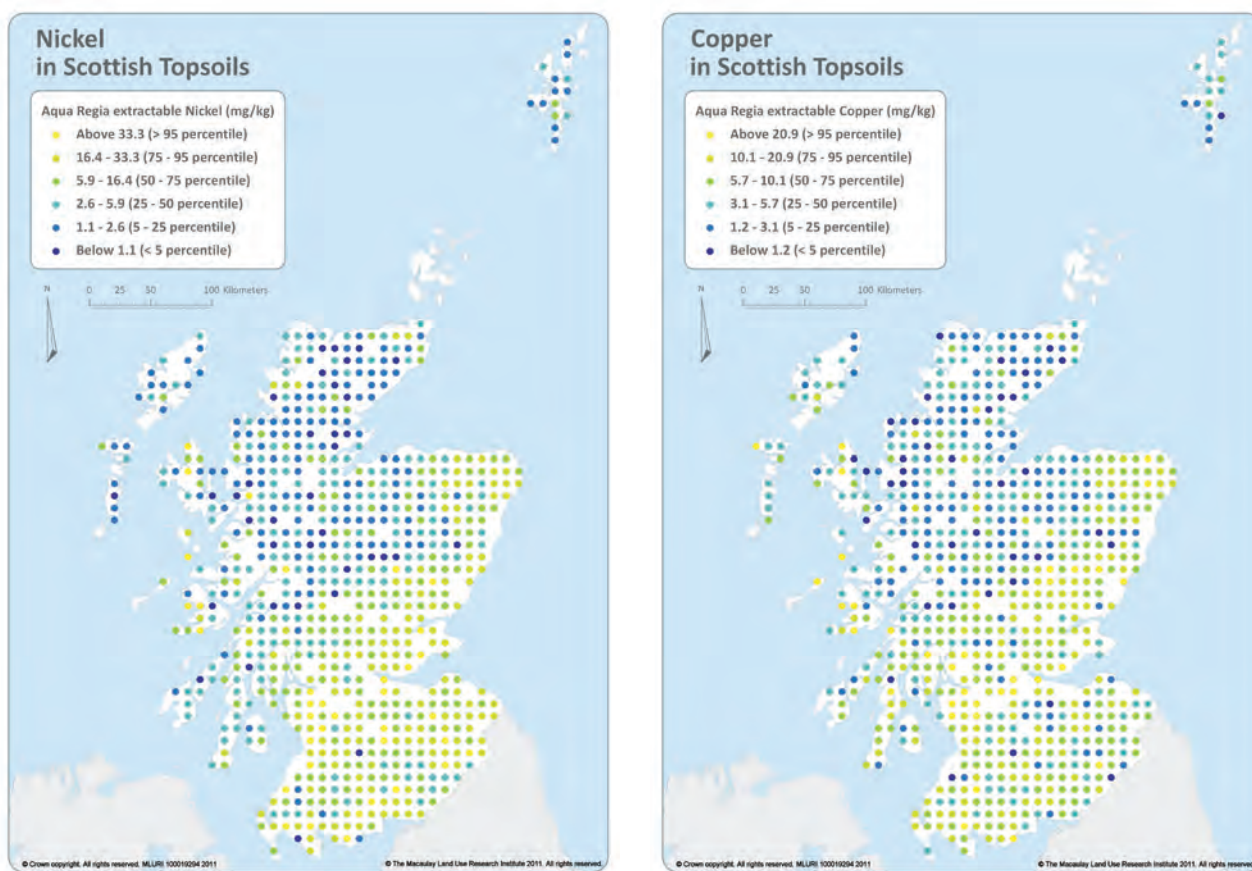 Nickel
in Scottish Topsoils
Aqua Regia extractable Nickel (mg/kg)
Above 33.3 (> 95 percentile)
16.4 - 33.3 (75 - 95 percentile)
5.9 - 16.4 (50 - 75 percentile)
2.6 - 5.9 (25 - 50 percentile)
1.1 - 2.6 (5 - 25 percentile)
Below 1.1 (< 5 percentile)
N
0 25 50 100 Kilometers
© Crown copyright. All rights reserved. MLURI 100019294 2011
© The Macaulay Land Use Research Institute 2011. All rights reserved.
Copper
in Scottish Topsoils
Aqua Regia extractable Copper (mg/kg)
Above 20.9 (> 95 percentile)
10.1 - 20.9 (75 - 95 percentile)
5.7 - 10.1 (50 - 75 percentile)
3.1 - 5.7 (25 - 50 percentile)
1.2 - 3.1 (5 - 25 percentile)
Below 1.2 (< 5 percentile)
N
0 25 50 100 Kilometers
© Crown copyright. All rights reserved. MLURI 100019294 2011
© The Macaulay Land Use Research Institute 2011. All rights reserved.